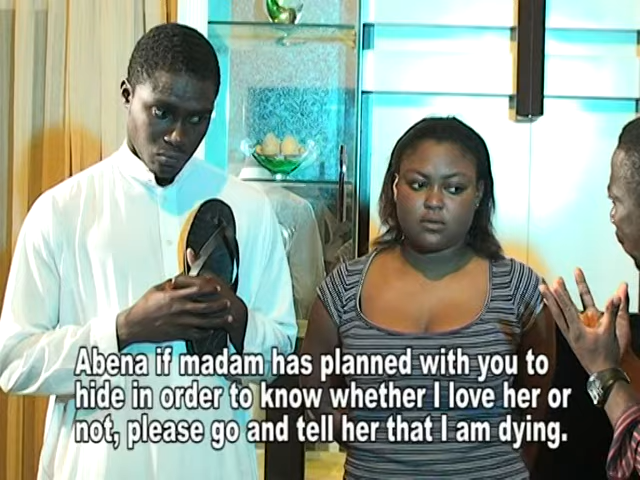 Abena if madam has planned with you to
hide in order to know whether I love her or
not, please go and tell her that I am dying.